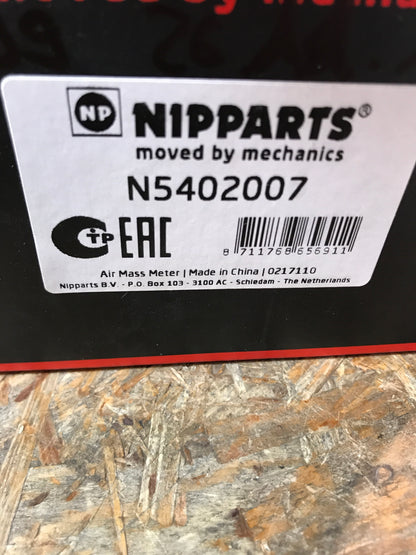 NP NIPPARTS®
moved by mechanics
N5402007
CTP EAC
8 711768 656911
Air Mass Meter | Made in China | 0217110
Nipparts B.V. - P.O. Box 103 - 3100 AC - Schiedam - The Netherlands